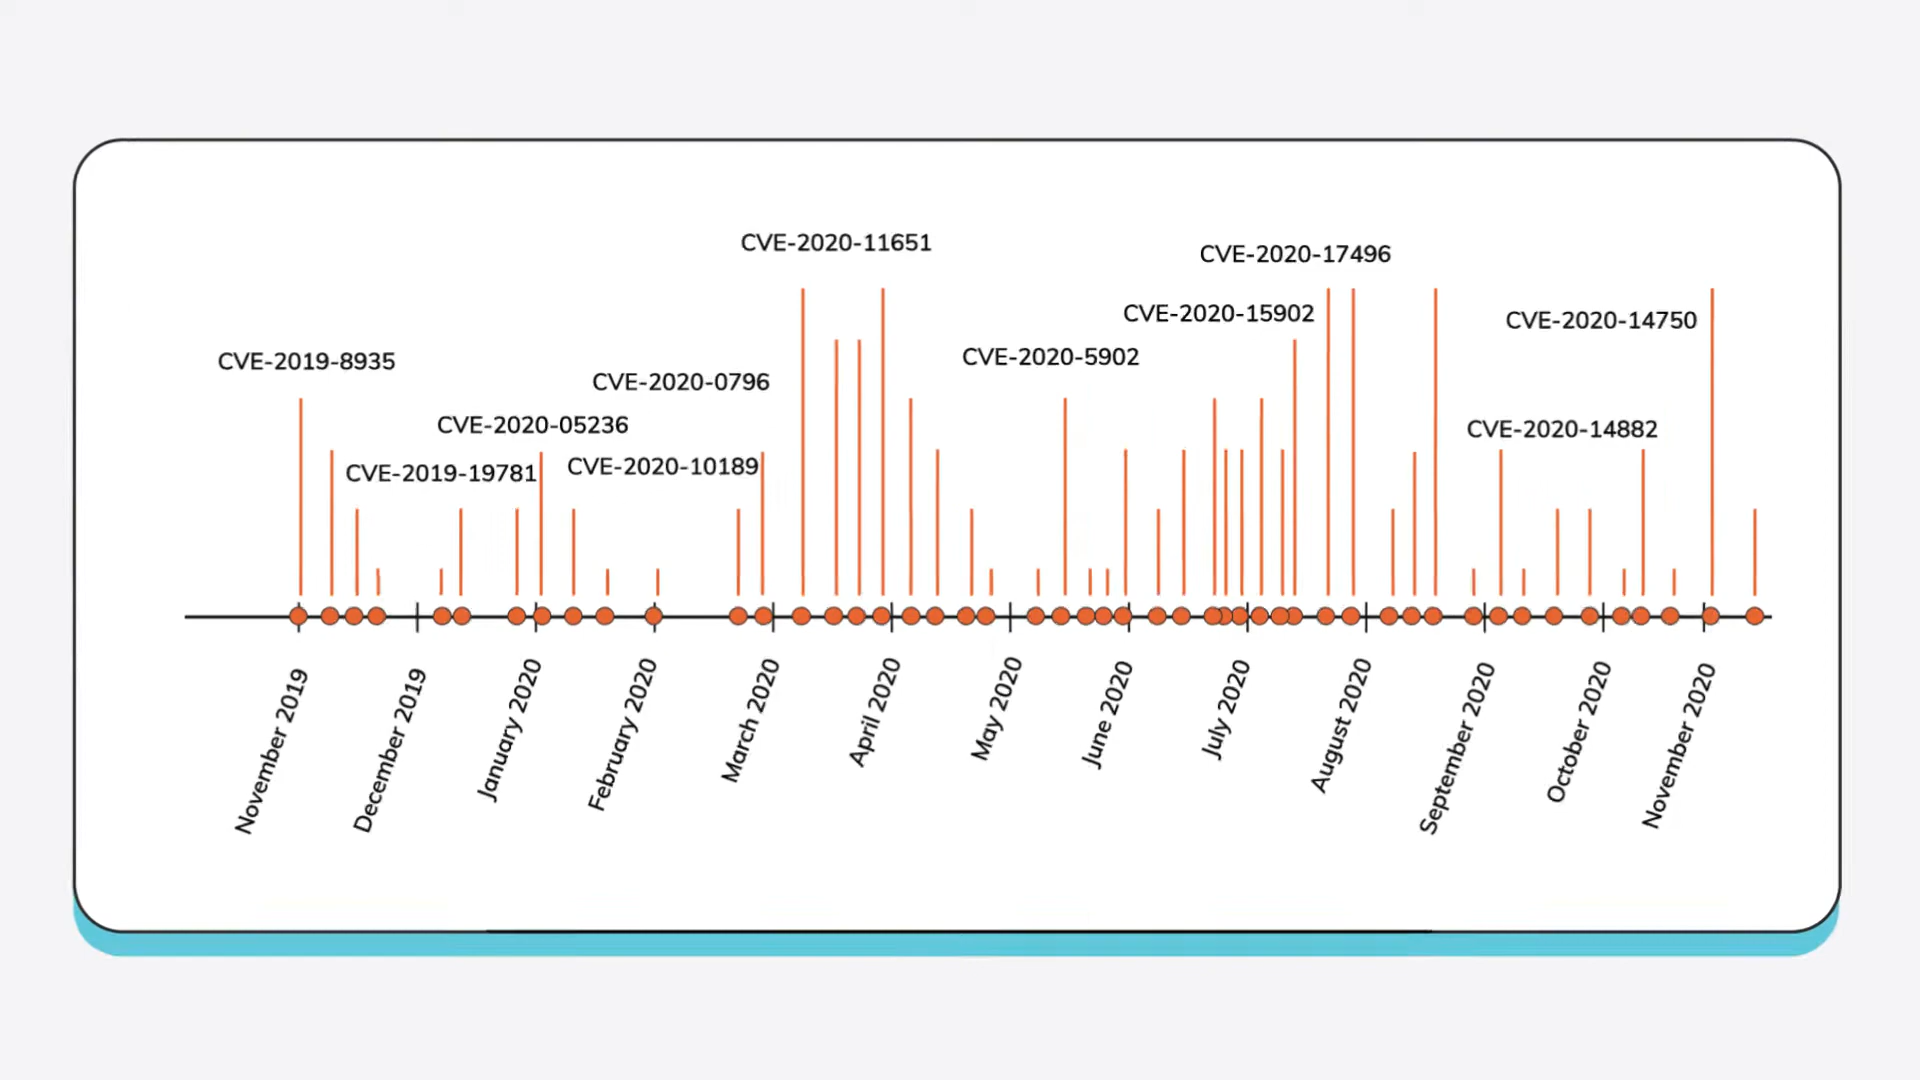 CVE-2020-11651
CVE-2020-17496
CVE-2020-15902
CVE-2020-14750
CVE-2020-5902
CVE-2019-8935
CVE-2020-0796
CVE-2020-05236
CVE-2020-14882
CVE-2020-10189
CVE-2019-19781
November 2019
December 2019
January 2020
February 2020
March 2020
April 2020
May 2020
June 2020
July 2020
August 2020
September 2020
October 2020
November 2020